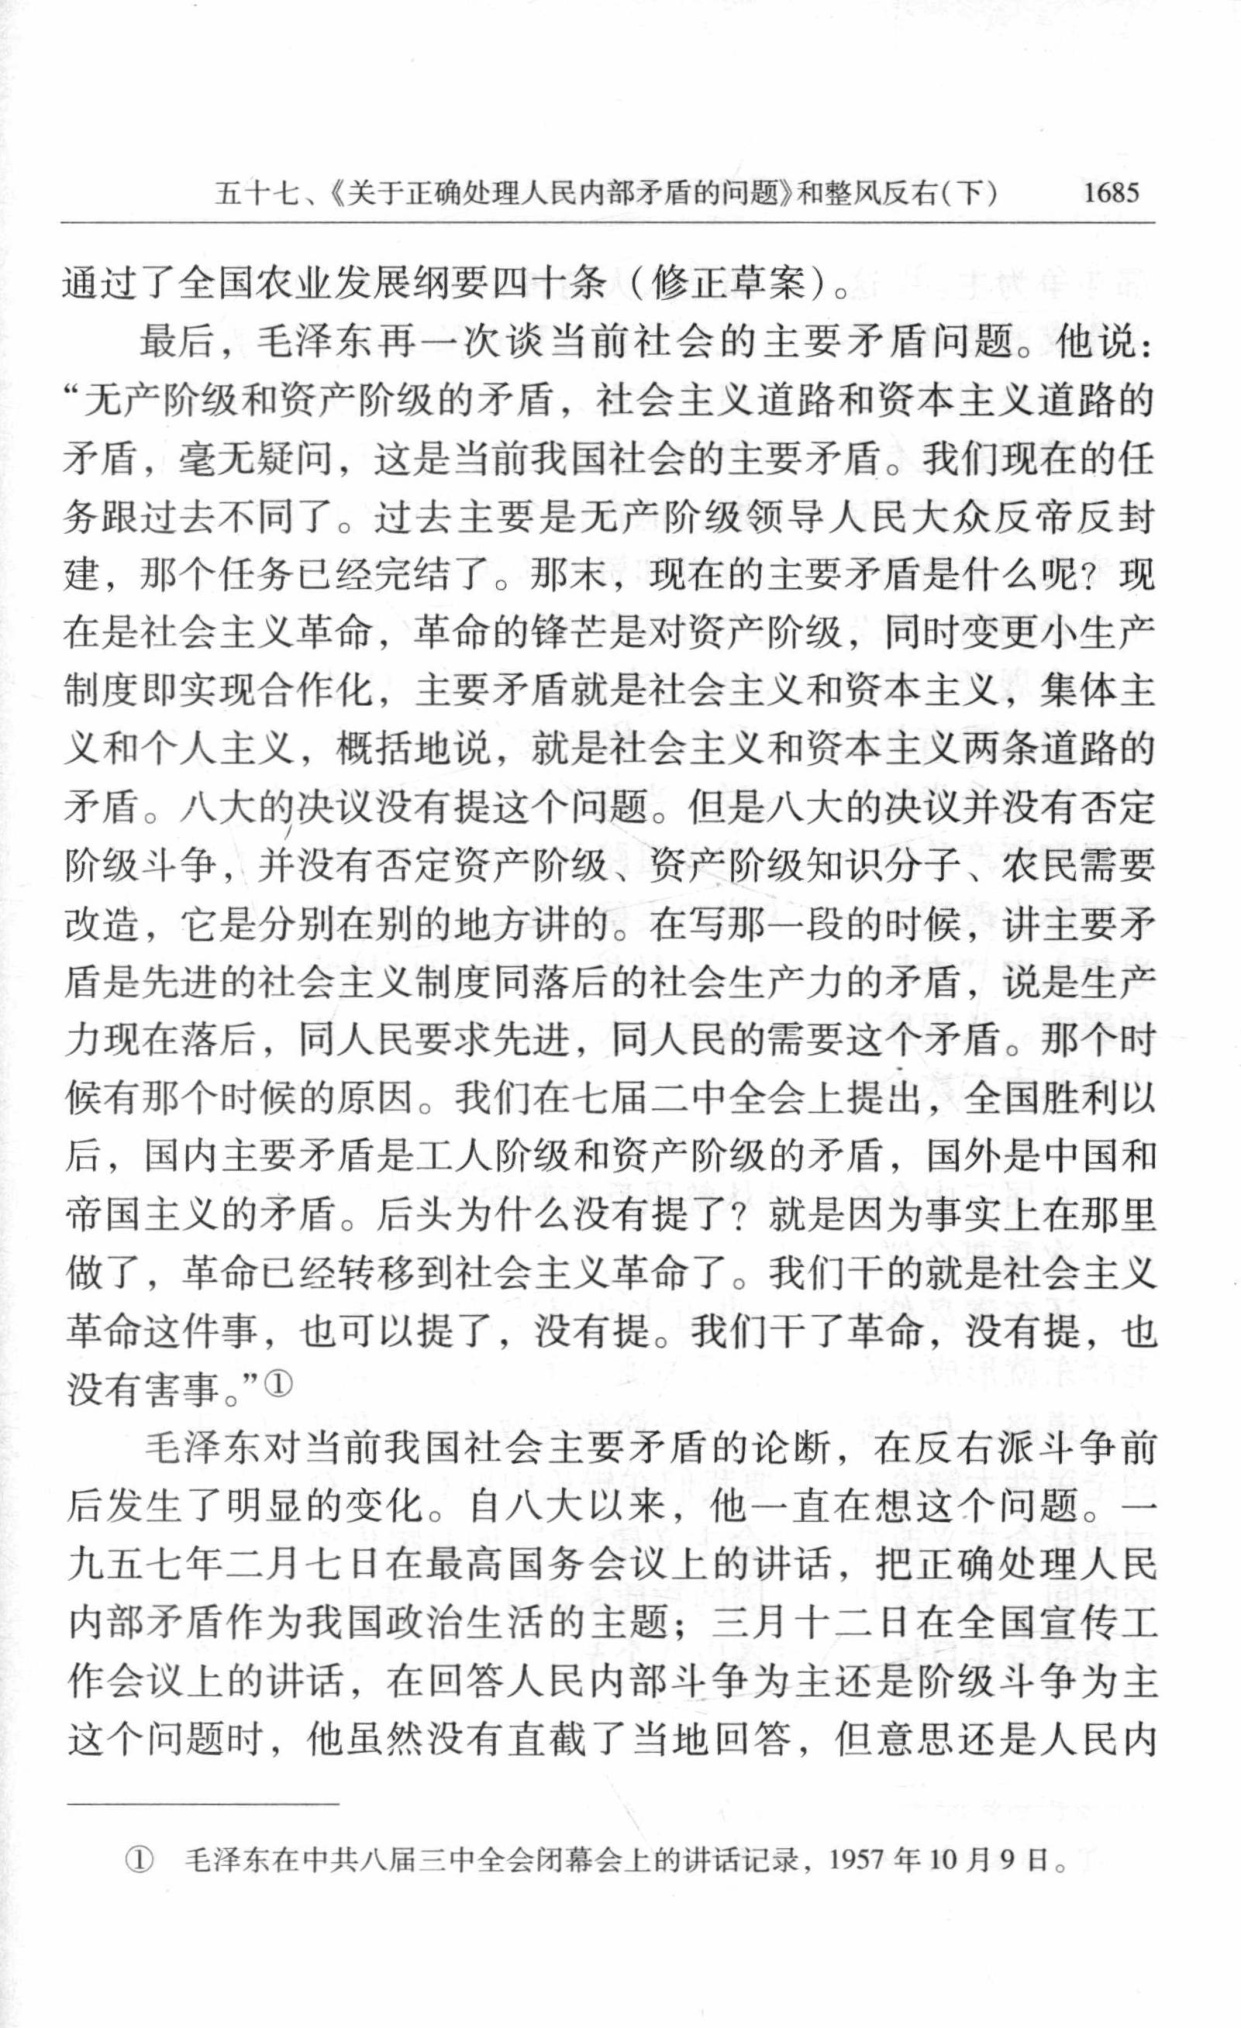 五十七、《关于正确处理人民内部矛盾的问题》和整风反右(下) 1685
通过了全国农业发展纲要四十条（修正草案）。
最后，毛泽东再一次谈当前社会的主要矛盾问题。他说：
“无产阶级和资产阶级的矛盾，社会主义道路和资本主义道路的
矛盾，毫无疑问，这是当前我国社会的主要矛盾。我们现在的任
务跟过去不同了。过去主要是无产阶级领导人民大众反帝反封
建，那个任务已经完结了。那末，现在的主要矛盾是什么呢？现
在是社会主义革命，革命的锋芒是对资产阶级，同时变更小生产
制度即实现合作化，主要矛盾就是社会主义和资本主义，集体主
义和个人主义，概括地说，就是社会主义和资本主义两条道路的
矛盾。八大的决议没有提这个问题。但是八大的决议并没有否定
阶级斗争，并没有否定资产阶级、资产阶级知识分子、农民需要
改造，它是分别在别的地方讲的。在写那一段的时候，讲主要矛
盾是先进的社会主义制度同落后的社会生产力的矛盾，说是生产
力现在落后，同人民要求先进，同人民的需要这个矛盾。那个时
候有那个时候的原因。我们在七届二中全会上提出，全国胜利以
后，国内主要矛盾是工人阶级和资产阶级的矛盾，国外是中国和
帝国主义的矛盾。后头为什么没有提了？就是因为事实上在那里
做了，革命已经转移到社会主义革命了。我们干的就是社会主义
革命这件事，也可以提了，没有提。我们干了革命，没有提，也
没有害事。”①
毛泽东对当前我国社会主要矛盾的论断，在反右派斗争前
后发生了明显的变化。自八大以来，他一直在想这个问题。一
九五七年二月七日在最高国务会议上的讲话，把正确处理人民
内部矛盾作为我国政治生活的主题；三月十二日在全国宣传工
作会议上的讲话，在回答人民内部斗争为主还是阶级斗争为主
这个问题时，他虽然没有直截了当地回答，但意思还是人民内
① 毛泽东在中共八届三中全会闭幕会上的讲话记录，1957 年 10 月 9 日。